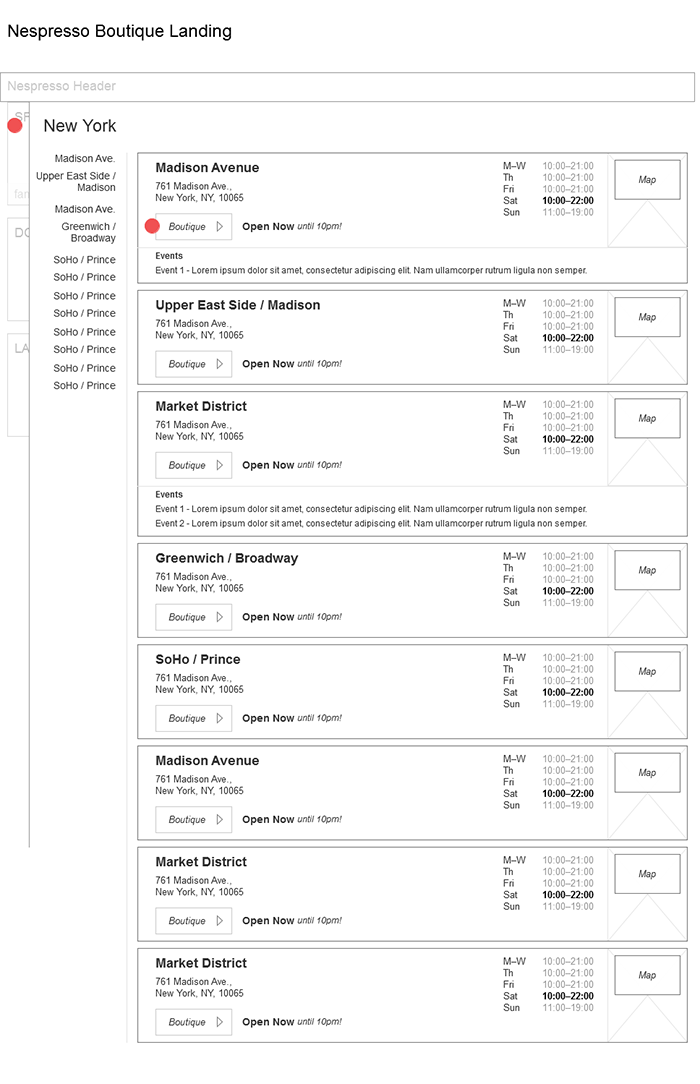 Nespresso Boutique Landing
Nespresso Header
SF
fan
DO
LA
New York
Madison Ave.
Upper East Side /
Madison
Madison Ave.
Greenwich /
Broadway
SoHo / Prince
SoHo / Prince
SoHo / Prince
SoHo / Prince
SoHo / Prince
SoHo / Prince
SoHo / Prince
SoHo / Prince
Madison Avenue
761 Madison Ave.,
New York, NY, 10065
Boutique
Open Now until 10pm!
M–W 10:00–21:00
Th 10:00–21:00
Fri 10:00–21:00
Sat 10:00–22:00
Sun 11:00–19:00
Map
Events
Event 1 - Lorem ipsum dolor sit amet, consectetur adipiscing elit. Nam ullamcorper rutrum ligula non semper.
Upper East Side / Madison
761 Madison Ave.,
New York, NY, 10065
Boutique
Open Now until 10pm!
M–W 10:00–21:00
Th 10:00–21:00
Fri 10:00–21:00
Sat 10:00–22:00
Sun 11:00–19:00
Map
Market District
761 Madison Ave.,
New York, NY, 10065
Boutique
Open Now until 10pm!
M–W 10:00–21:00
Th 10:00–21:00
Fri 10:00–21:00
Sat 10:00–22:00
Sun 11:00–19:00
Map
Events
Event 1 - Lorem ipsum dolor sit amet, consectetur adipiscing elit. Nam ullamcorper rutrum ligula non semper.
Event 2 - Lorem ipsum dolor sit amet, consectetur adipiscing elit. Nam ullamcorper rutrum ligula non semper.
Greenwich / Broadway
761 Madison Ave.,
New York, NY, 10065
Boutique
Open Now until 10pm!
M–W 10:00–21:00
Th 10:00–21:00
Fri 10:00–21:00
Sat 10:00–22:00
Sun 11:00–19:00
Map
SoHo / Prince
761 Madison Ave.,
New York, NY, 10065
Boutique
Open Now until 10pm!
M–W 10:00–21:00
Th 10:00–21:00
Fri 10:00–21:00
Sat 10:00–22:00
Sun 11:00–19:00
Map
Madison Avenue
761 Madison Ave.,
New York, NY, 10065
Boutique
Open Now until 10pm!
M–W 10:00–21:00
Th 10:00–21:00
Fri 10:00–21:00
Sat 10:00–22:00
Sun 11:00–19:00
Map
Market District
761 Madison Ave.,
New York, NY, 10065
Boutique
Open Now until 10pm!
M–W 10:00–21:00
Th 10:00–21:00
Fri 10:00–21:00
Sat 10:00–22:00
Sun 11:00–19:00
Map
Market District
761 Madison Ave.,
New York, NY, 10065
Boutique
Open Now until 10pm!
M–W 10:00–21:00
Th 10:00–21:00
Fri 10:00–21:00
Sat 10:00–22:00
Sun 11:00–19:00
Map